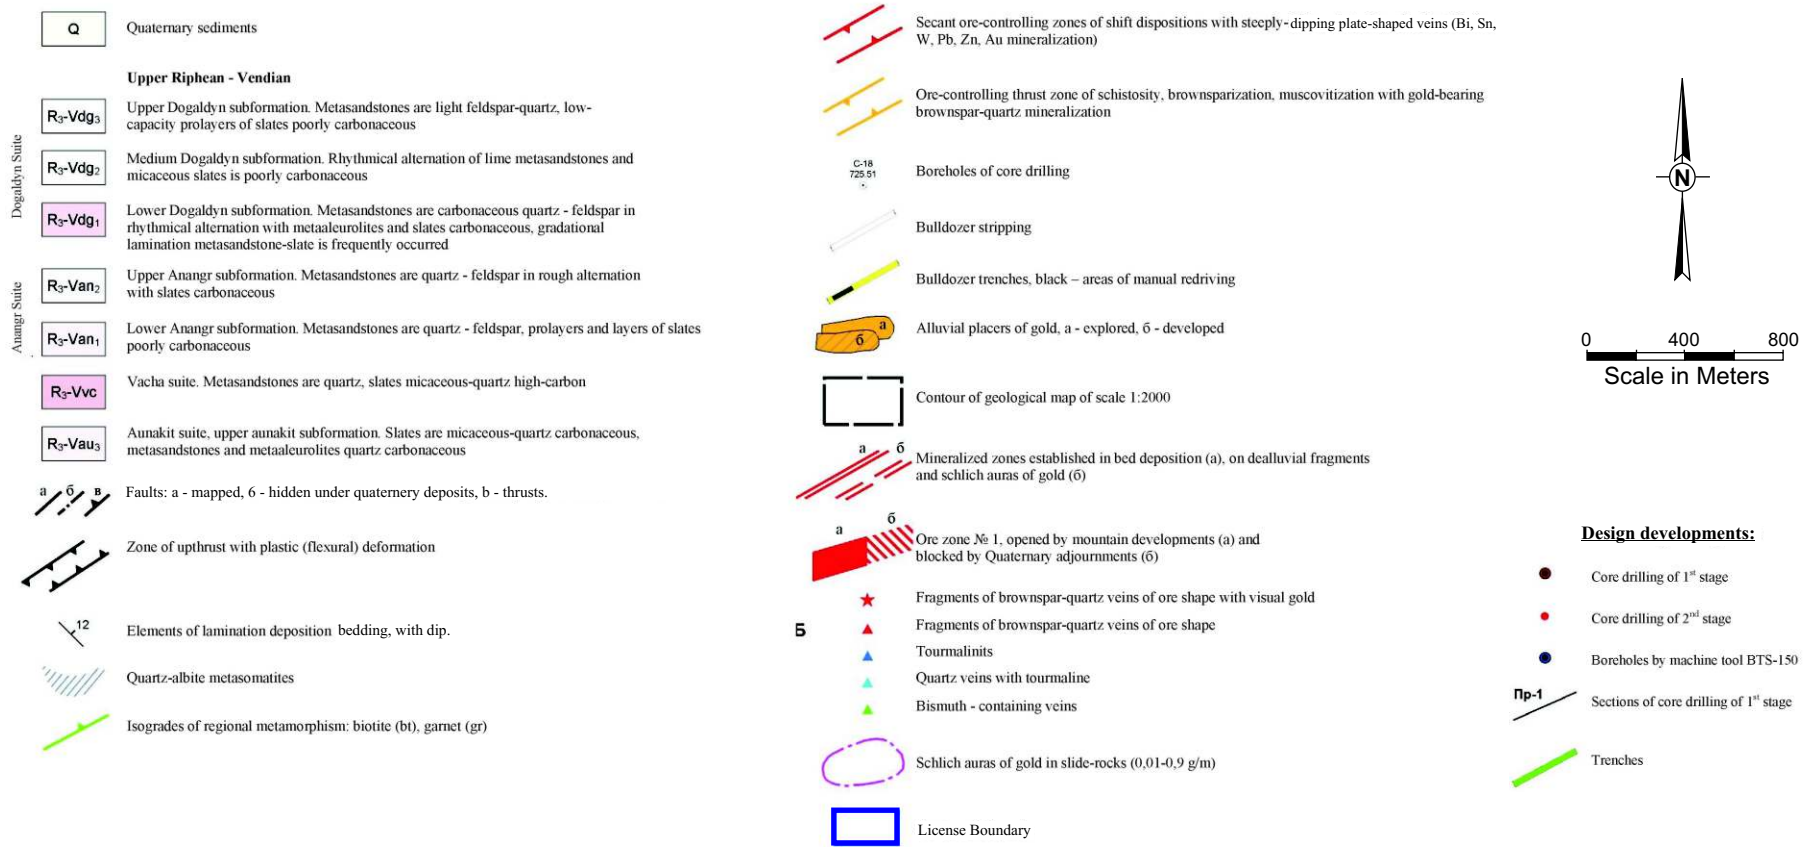 Q
Quaternary sediments
Upper Riphean - Vendian
Dogaldyn Suite
R3-Vdg3
Upper Dogaldyn subformation. Metasandstones are light feldspar-quartz, low-
capacity prolayers of slates poorly carbonaceous
R3-Vdg2
Medium Dogaldyn subformation. Rhythmical alternation of lime metasandstones and
micaceous slates is poorly carbonaceous
R3-Vdg1
Lower Dogaldyn subformation. Metasandstones are carbonaceous quartz - feldspar in
rhythmical alternation with metaaleurolites and slates carbonaceous, gradational
lamination metasandstone-slate is frequently occurred
Anangr Suite
R3-Van2
Upper Anangr subformation. Metasandstones are quartz - feldspar in rough alternation
with slates carbonaceous
R3-Van1
Lower Anangr subformation. Metasandstones are quartz - feldspar, prolayers and layers of slates
poorly carbonaceous
R3-Vvc
Vacha suite. Metasandstones are quartz, slates micaceous-quartz high-carbon
R3-Vau3
Aunakit suite, upper aunakit subformation. Slates are micaceous-quartz carbonaceous,
metasandstones and metaaleurolites quartz carbonaceous
а б в
Faults: a - mapped, 6 - hidden under quaternery deposits, b - thrusts.
Zone of upthrust with plastic (flexural) deformation
12
Elements of lamination deposition bedding, with dip.
Quartz-albite metasomatites
Isogrades of regional metamorphism: biotite (bt), garnet (gr)
Secant ore-controlling zones of shift dispositions with steeply-dipping plate-shaped veins (Bi, Sn,
W, Pb, Zn, Au mineralization)
Ore-controlling thrust zone of schistosity, brownsparization, muscovitization with gold-bearing
brownspar-quartz mineralization
C-18
725.51
Boreholes of core drilling
Bulldozer stripping
Bulldozer trenches, black – areas of manual redriving
а
б
Alluvial placers of gold, a - explored, б - developed
Contour of geological map of scale 1:2000
а б
Mineralized zones established in bed deposition (a), on dealluvial fragments
and schlich auras of gold (б)
а б
Ore zone № 1, opened by mountain developments (a) and
blocked by Quaternary adjournments (б)
Fragments of brownspar-quartz veins of ore shape with visual gold
Б
Fragments of brownspar-quartz veins of ore shape
Tourmalinits
Quartz veins with tourmaline
Bismuth - containing veins
Schlich auras of gold in slide-rocks (0,01-0,9 g/m)
License Boundary
N
0 400 800
Scale in Meters
Design developments:
Core drilling of 1st stage
Core drilling of 2nd stage
Boreholes by machine tool BTS-150
Пр-1
Sections of core drilling of 1st stage
Trenches